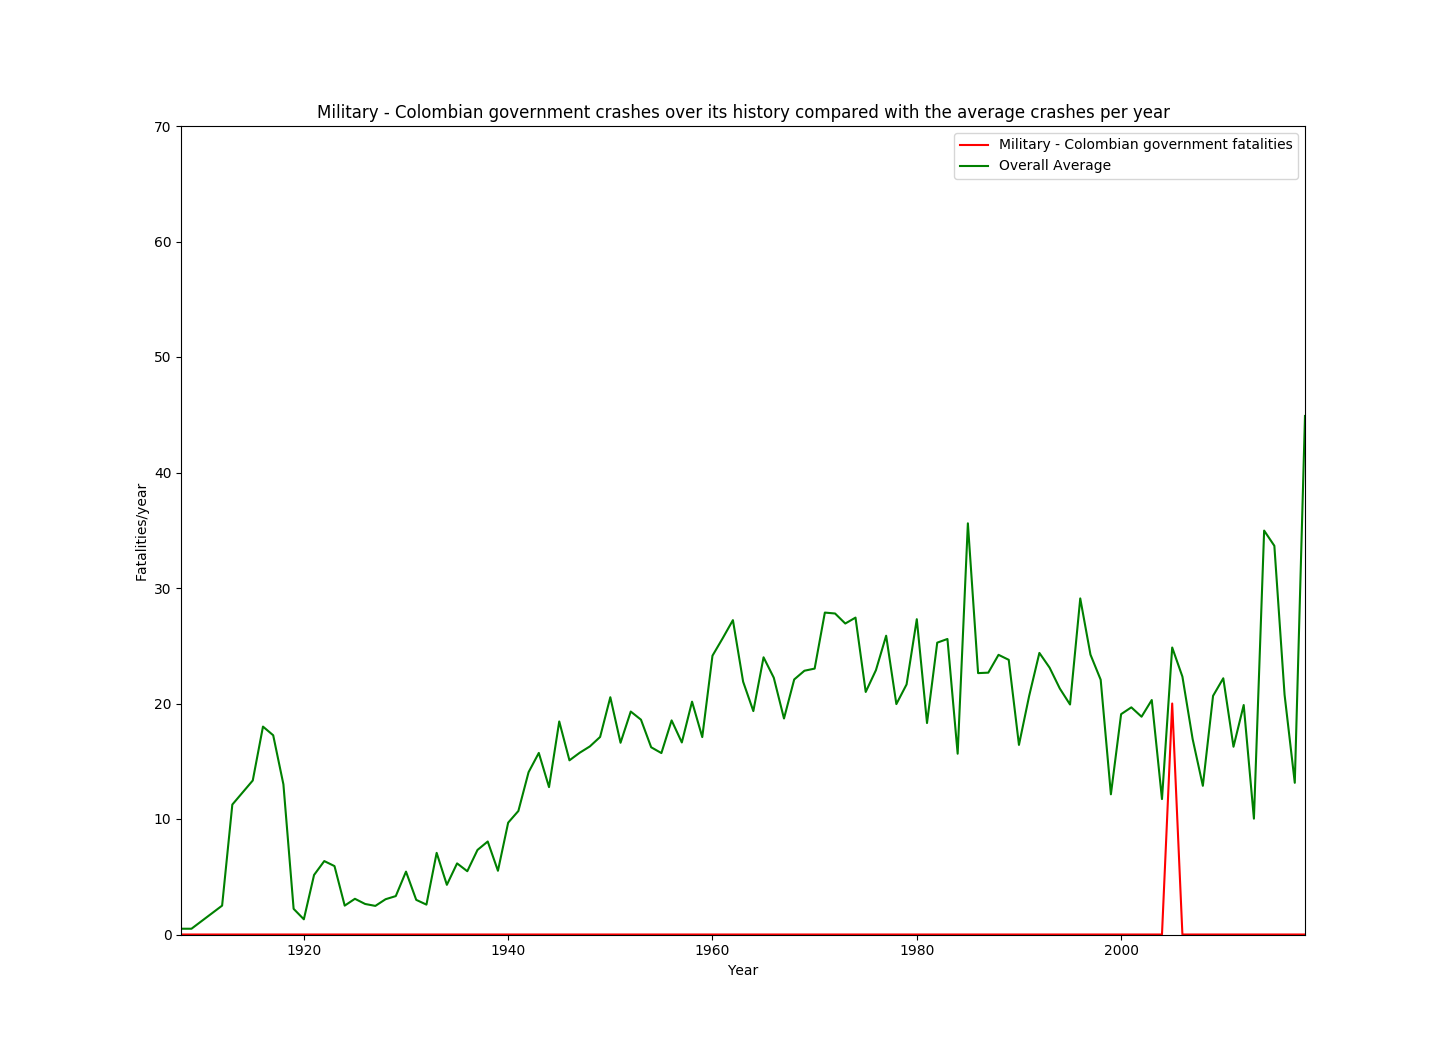 Military - Colombian government crashes over its history compared with the average crashes per year
Military - Colombian government fatalities
Overall Average
70
60
50
40
30
20
10
0
Fatalities/year
1920
1940
1960
1980
2000
Year